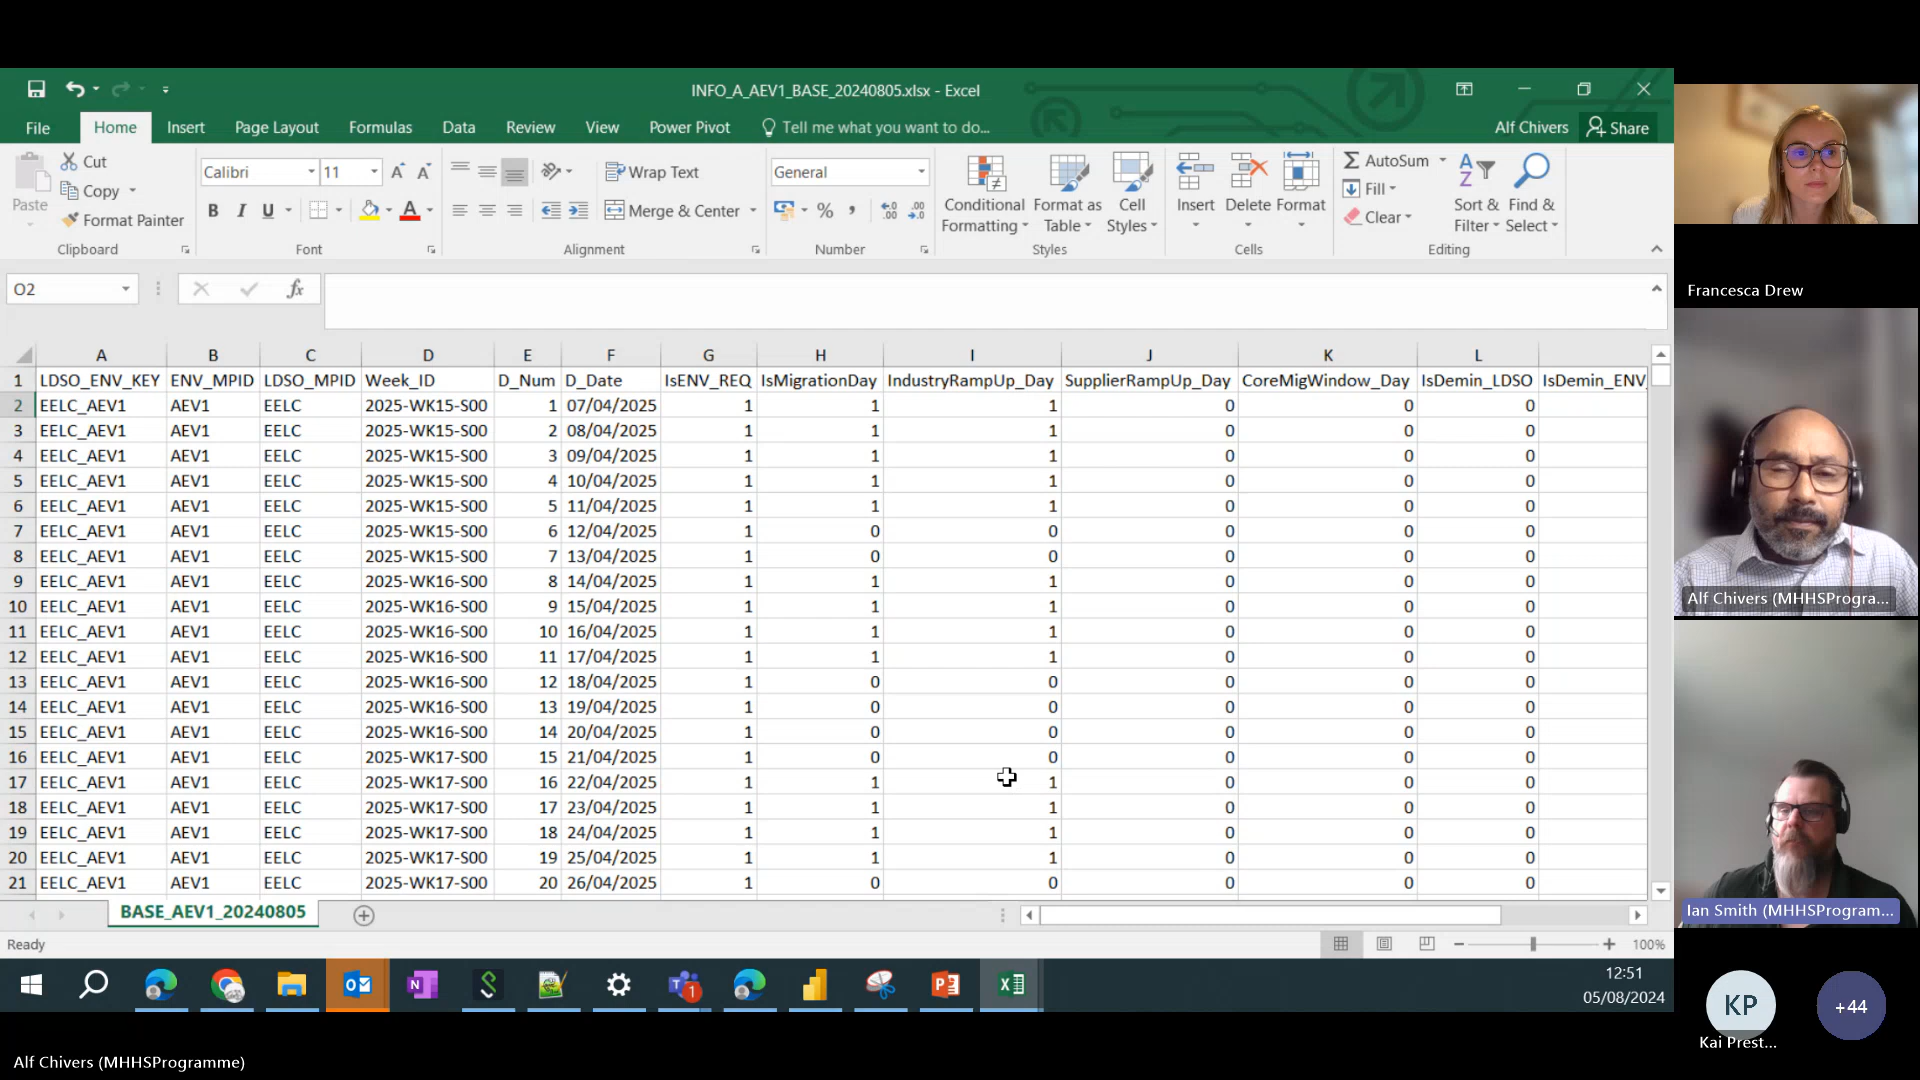 INFO_A_AEV1_BASE_20240805.xlsx - Excel
File Home Insert Page Layout Formulas Data Review View Power Pivot Tell me what you want to do... Alf Chivers Share
Paste Cut Copy Format Painter
Calibri 11
B I U A
Wrap Text
Merge & Center
General
Conditional Formatting Format as Table Cell Styles
Insert Delete Format
AutoSum Fill Clear
Sort & Filter Find & Select
Clipboard Font Alignment Number Styles Cells Editing
O2 fx
A B C D E F G H I J K L
1 LDSO_ENV_KEY ENV_MPID LDSO_MPID Week_ID D_Num D_Date IsENV_REQ IsMigrationDay IndustryRampUp_Day SupplierRampUp_Day CoreMigWindow_Day IsDemin_LDSO IsDemin_ENV_
2 EELC_AEV1 AEV1 EELC 2025-WK15-S00 1 07/04/2025 1 1 1 0 0 0
3 EELC_AEV1 AEV1 EELC 2025-WK15-S00 2 08/04/2025 1 1 1 0 0 0
4 EELC_AEV1 AEV1 EELC 2025-WK15-S00 3 09/04/2025 1 1 1 0 0 0
5 EELC_AEV1 AEV1 EELC 2025-WK15-S00 4 10/04/2025 1 1 1 0 0 0
6 EELC_AEV1 AEV1 EELC 2025-WK15-S00 5 11/04/2025 1 1 1 0 0 0
7 EELC_AEV1 AEV1 EELC 2025-WK15-S00 6 12/04/2025 1 0 0 0 0 0
8 EELC_AEV1 AEV1 EELC 2025-WK15-S00 7 13/04/2025 1 0 0 0 0 0
9 EELC_AEV1 AEV1 EELC 2025-WK16-S00 8 14/04/2025 1 1 1 0 0 0
10 EELC_AEV1 AEV1 EELC 2025-WK16-S00 9 15/04/2025 1 1 1 0 0 0
11 EELC_AEV1 AEV1 EELC 2025-WK16-S00 10 16/04/2025 1 1 1 0 0 0
12 EELC_AEV1 AEV1 EELC 2025-WK16-S00 11 17/04/2025 1 1 1 0 0 0
13 EELC_AEV1 AEV1 EELC 2025-WK16-S00 12 18/04/2025 1 0 0 0 0 0
14 EELC_AEV1 AEV1 EELC 2025-WK16-S00 13 19/04/2025 1 0 0 0 0 0
15 EELC_AEV1 AEV1 EELC 2025-WK16-S00 14 20/04/2025 1 0 0 0 0 0
16 EELC_AEV1 AEV1 EELC 2025-WK17-S00 15 21/04/2025 1 0 0 0 0 0
17 EELC_AEV1 AEV1 EELC 2025-WK17-S00 16 22/04/2025 1 1 1 0 0 0
18 EELC_AEV1 AEV1 EELC 2025-WK17-S00 17 23/04/2025 1 1 1 0 0 0
19 EELC_AEV1 AEV1 EELC 2025-WK17-S00 18 24/04/2025 1 1 1 0 0 0
20 EELC_AEV1 AEV1 EELC 2025-WK17-S00 19 25/04/2025 1 1 1 0 0 0
21 EELC_AEV1 AEV1 EELC 2025-WK17-S00 20 26/04/2025 1 0 0 0 0 0
BASE_AEV1_20240805
Ready 100%
12:51
05/08/2024
Francesca Drew
Alf Chivers (MHHSProgra...
Ian Smith (MHHSProgram...
KP +44
Kai Prest...
Alf Chivers (MHHSProgramme)